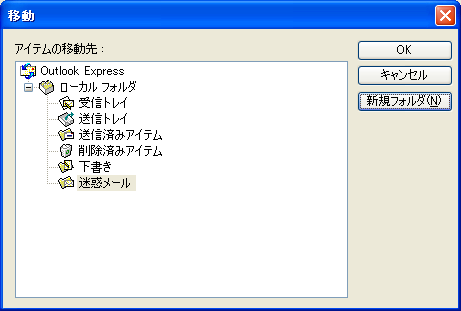 移動
アイテムの移動先：
Outlook Express
ローカル フォルダ
受信トレイ
送信トレイ
送信済みアイテム
削除済みアイテム
下書き
迷惑メール
OK
キャンセル
新規フォルダ(N)